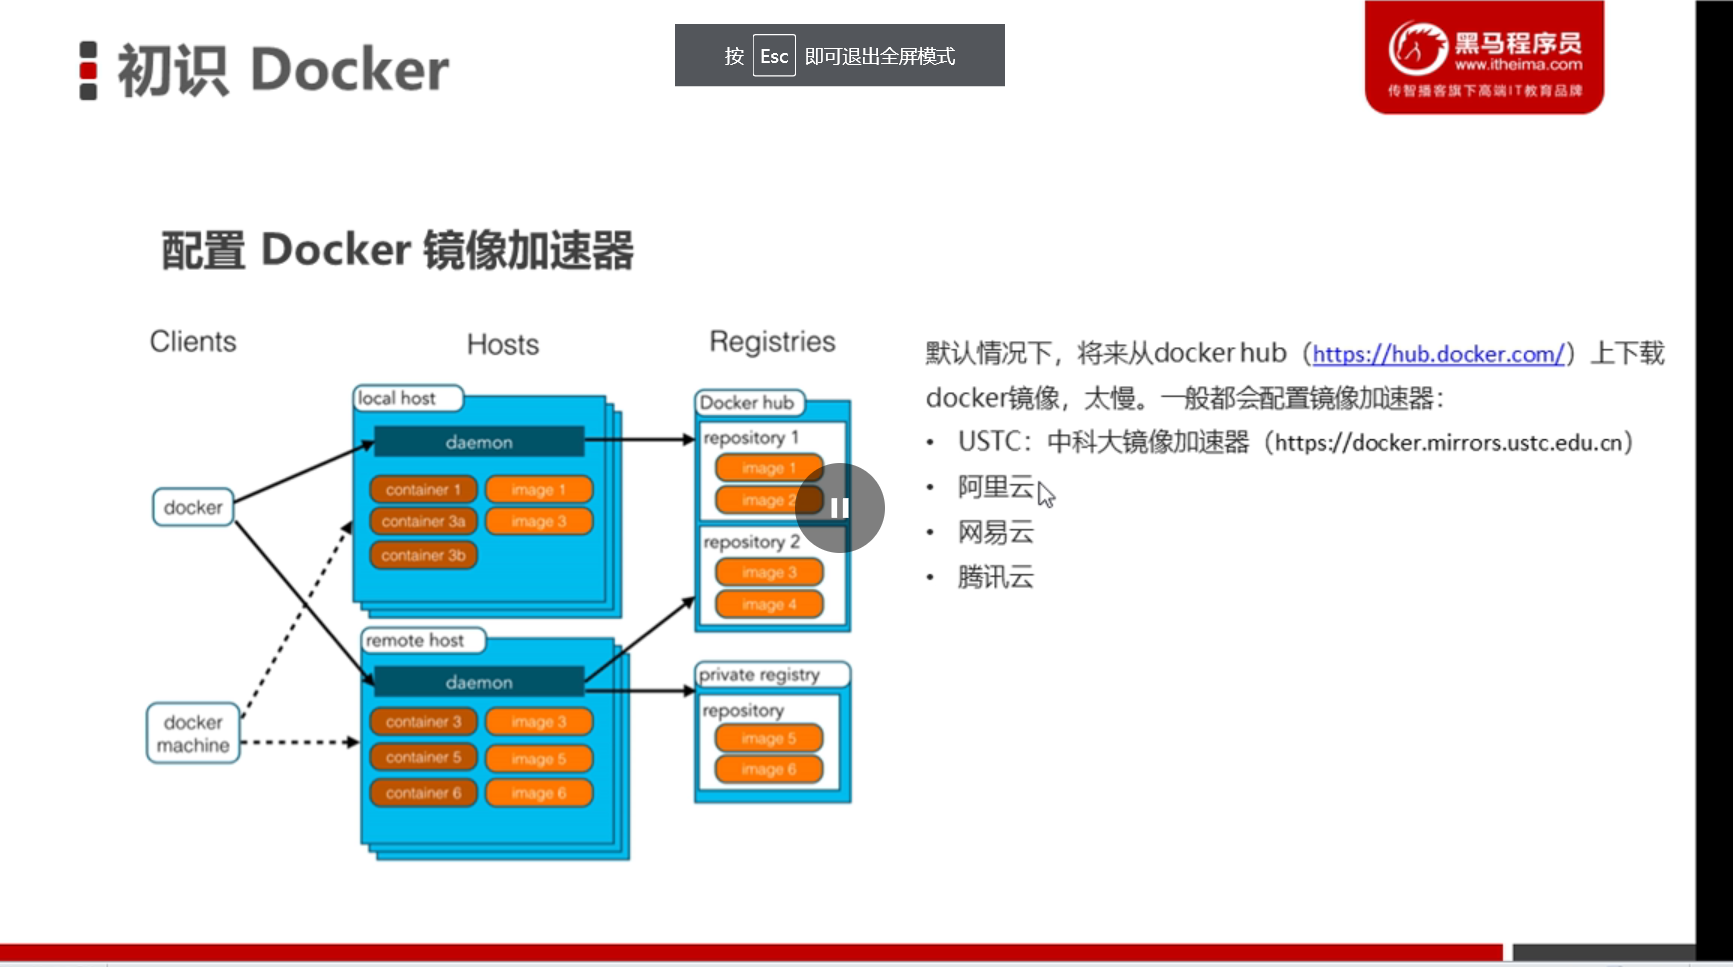 初识 Docker
按 Esc 即可退出全屏模式
黑马程序员
www.itheima.com
传智播客旗下高端IT教育品牌
配置 Docker 镜像加速器
Clients
Hosts
Registries
local host
daemon
container 1
image 1
container 3a
image 3
container 3b
remote host
daemon
container 3
image 3
container 5
image 5
container 6
image 6
docker
docker
machine
Docker hub
repository 1
image 1
image 2
repository 2
image 3
image 4
private registry
repository
image 5
image 6
默认情况下，将来从docker hub（https://hub.docker.com/）上下载
docker镜像，太慢。一般都会配置镜像加速器：
• USTC：中科大镜像加速器（https://docker.mirrors.ustc.edu.cn）
• 阿里云
• 网易云
• 腾讯云